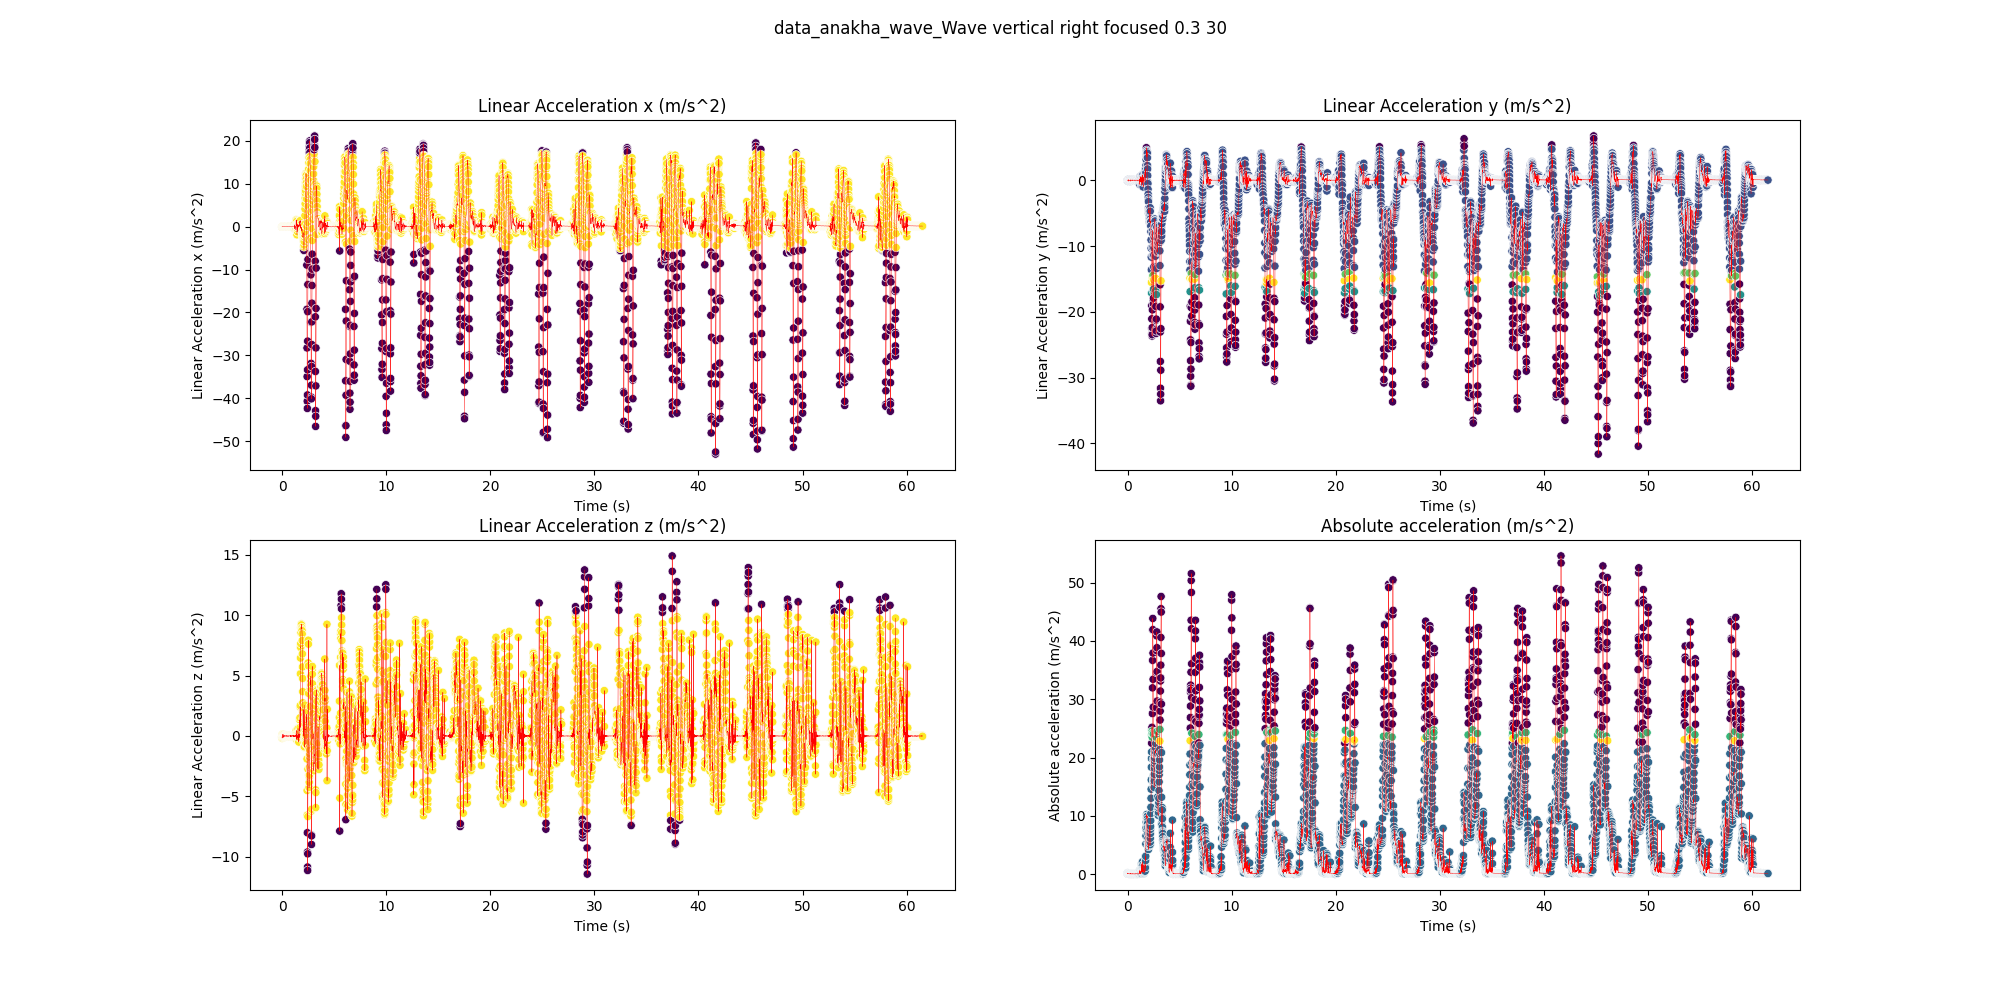 data_anakha_wave_Wave vertical right focused 0.3 30
Linear Acceleration x (m/s^2)
Linear Acceleration x (m/s^2)
20
10
0
−10
−20
−30
−40
−50
0 10 20 30 40 50 60
Time (s)
Linear Acceleration y (m/s^2)
Linear Acceleration y (m/s^2)
0
−10
−20
−30
−40
0 10 20 30 40 50 60
Time (s)
Linear Acceleration z (m/s^2)
Linear Acceleration z (m/s^2)
15
10
5
0
−5
−10
0 10 20 30 40 50 60
Time (s)
Absolute acceleration (m/s^2)
Absolute acceleration (m/s^2)
50
40
30
20
10
0
0 10 20 30 40 50 60
Time (s)